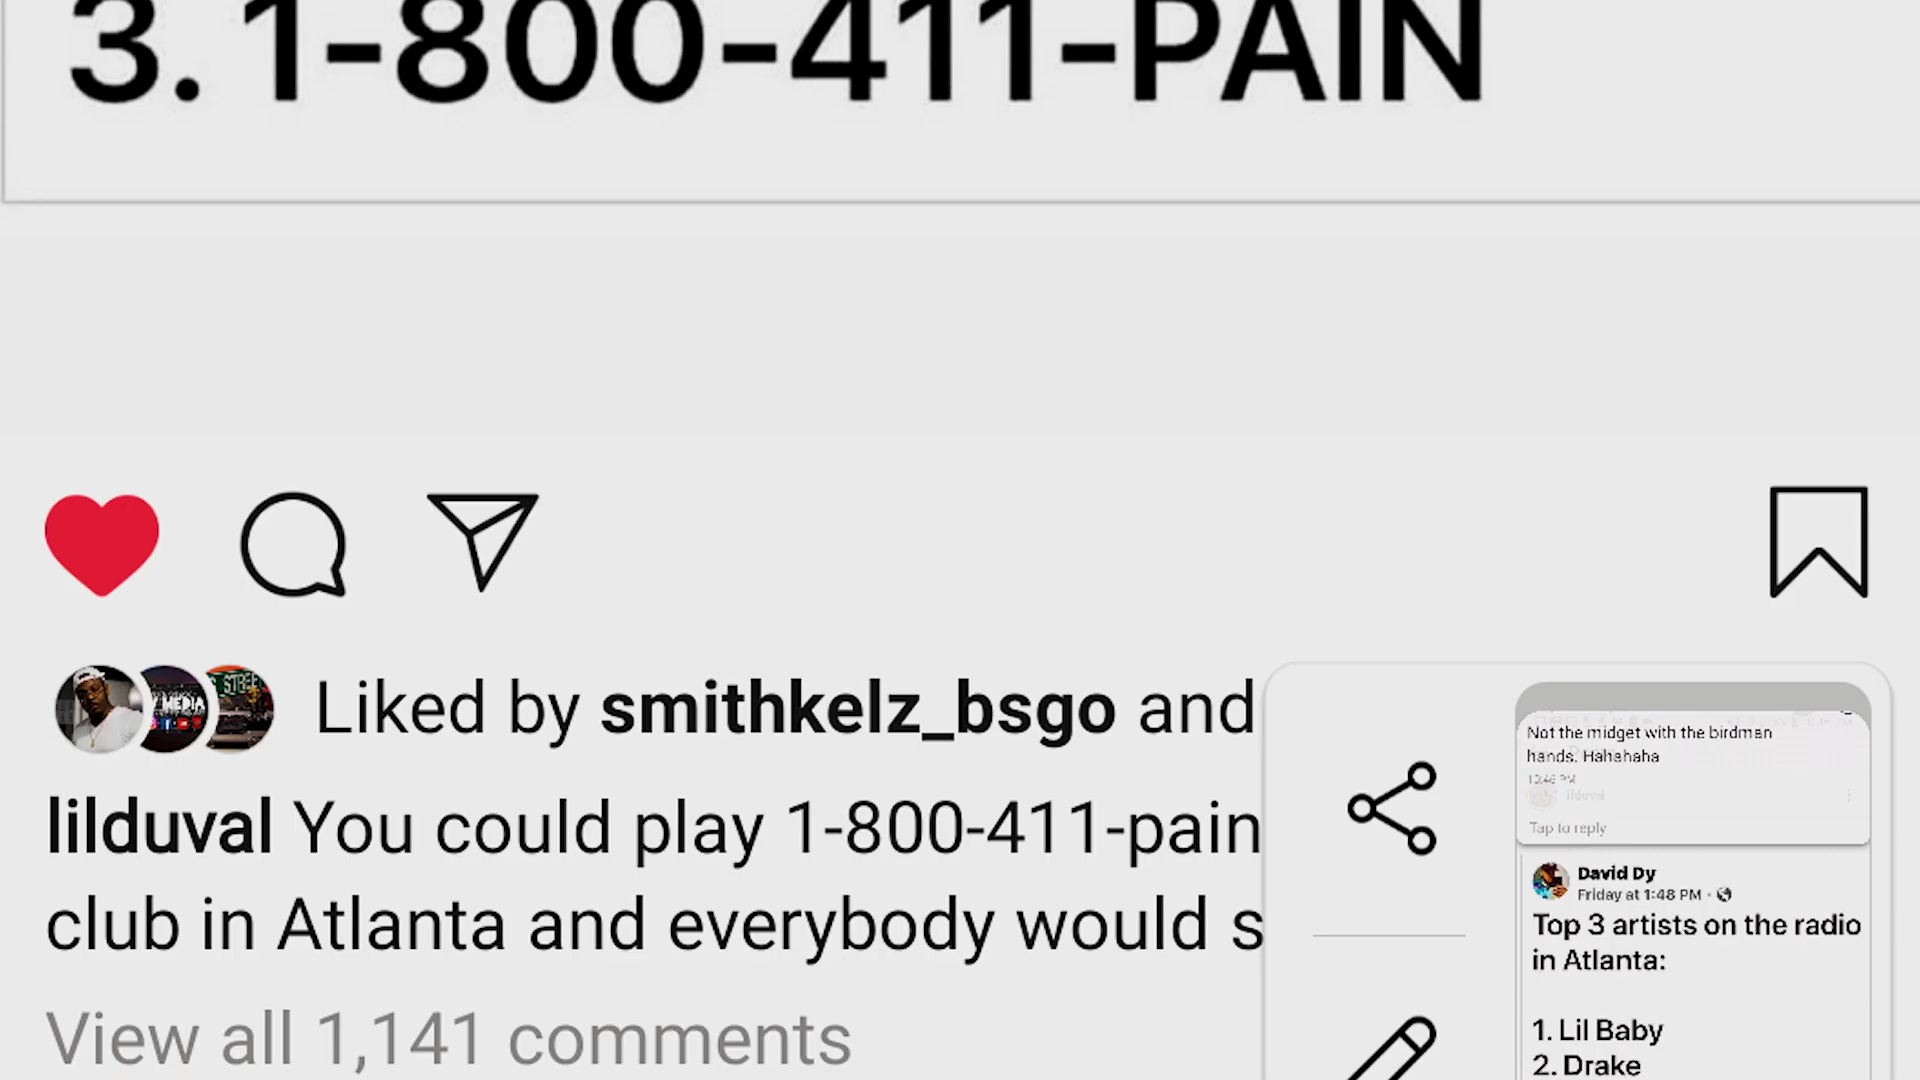 3. 1-800-411-PAIN
Liked by smithkelz_bsgo and
lilduval You could play 1-800-411-pain
club in Atlanta and everybody would s
View all 1,141 comments
Not the midget with the birdman
hands. Hahahaha
10:46 PM
lilduval
Tap to reply
David Dy
Friday at 1:48 PM ·
Top 3 artists on the radio
in Atlanta:
1. Lil Baby
2. Drake